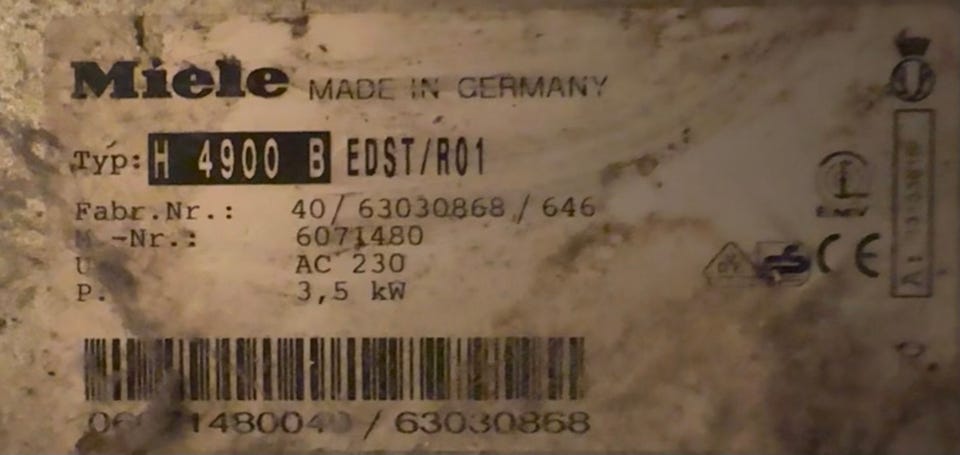 Miele MADE IN GERMANY
Typ: H 4900 B EDST/R01
Fabr.Nr.: 40/ 63030868 / 646
-Nr.: 6071480
U AC 230
P. 3,5 kW
CE
/ 63030868